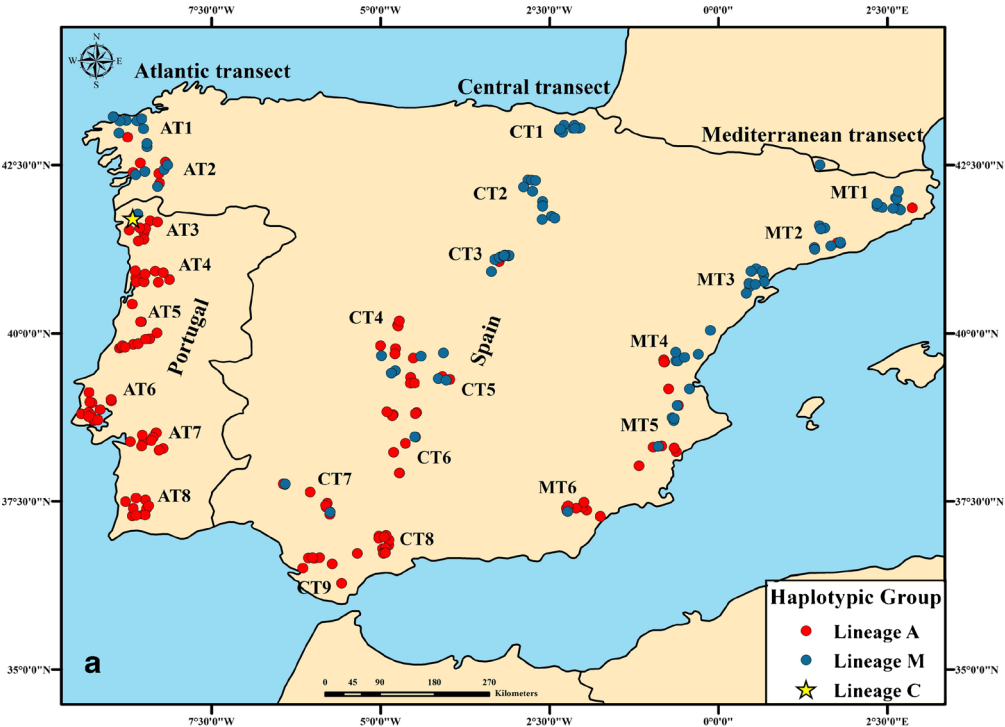 7°30'0"W 5°0'0"W 2°30'0"W 0°0'0" 2°30'0"E
N
W E
S
Atlantic transect
Central transect
Mediterranean transect
AT1
CT1
42°30'0"N
AT2
42°30'0"N
CT2
MT1
AT3
MT2
CT3
AT4
MT3
AT5
CT4
40°0'0"N
Portugal
Spain
MT4
40°0'0"N
AT6
CT5
AT7
MT5
CT6
CT7
MT6
37°30'0"N
AT8
37°30'0"N
CT8
CT9
Haplotypic Group
Lineage A
Lineage M
Lineage C
a
35°0'0"N
35°0'0"N
0 45 90 180 270
Kilometers
7°30'0"W 5°0'0"W 2°30'0"W 0°0'0" 2°30'0"E